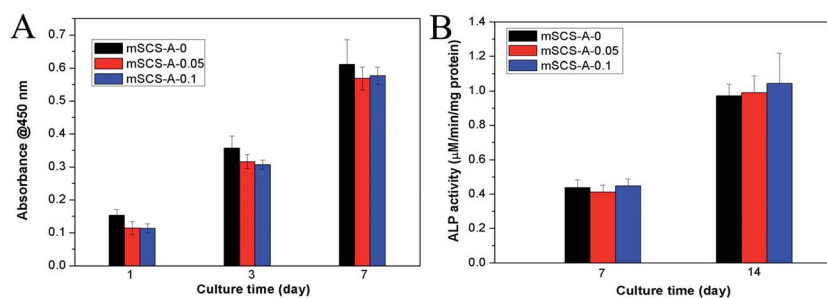 A
mSCS-A-0
mSCS-A-0.05
mSCS-A-0.1
Absorbance @450 nm
0.7
0.6
0.5
0.4
0.3
0.2
0.1
0.0
1 3 7
Culture time (day)
B
mSCS-A-0
mSCS-A-0.05
mSCS-A-0.1
ALP activity (μM/min/mg protein)
1.4
1.2
1.0
0.8
0.6
0.4
0.2
0.0
7 14
Culture time (day)